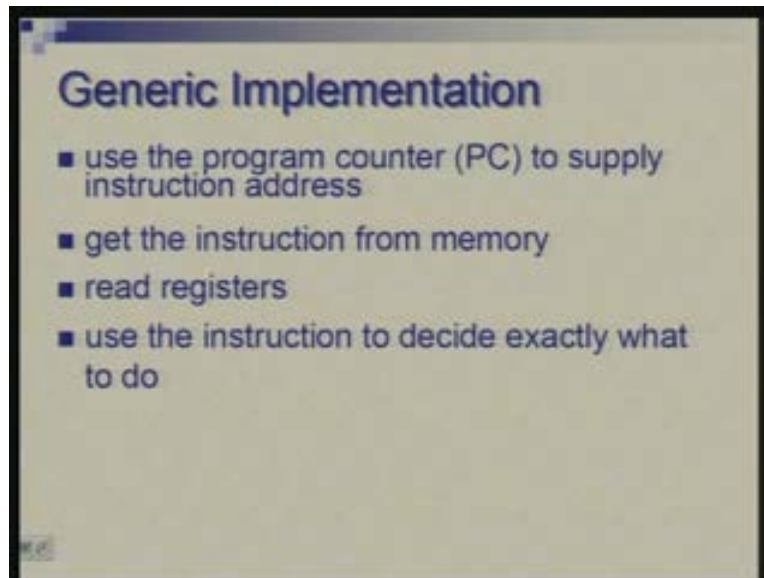 Generic Implementation
use the program counter (PC) to supply
instruction address
get the instruction from memory
read registers
use the instruction to decide exactly what
to do